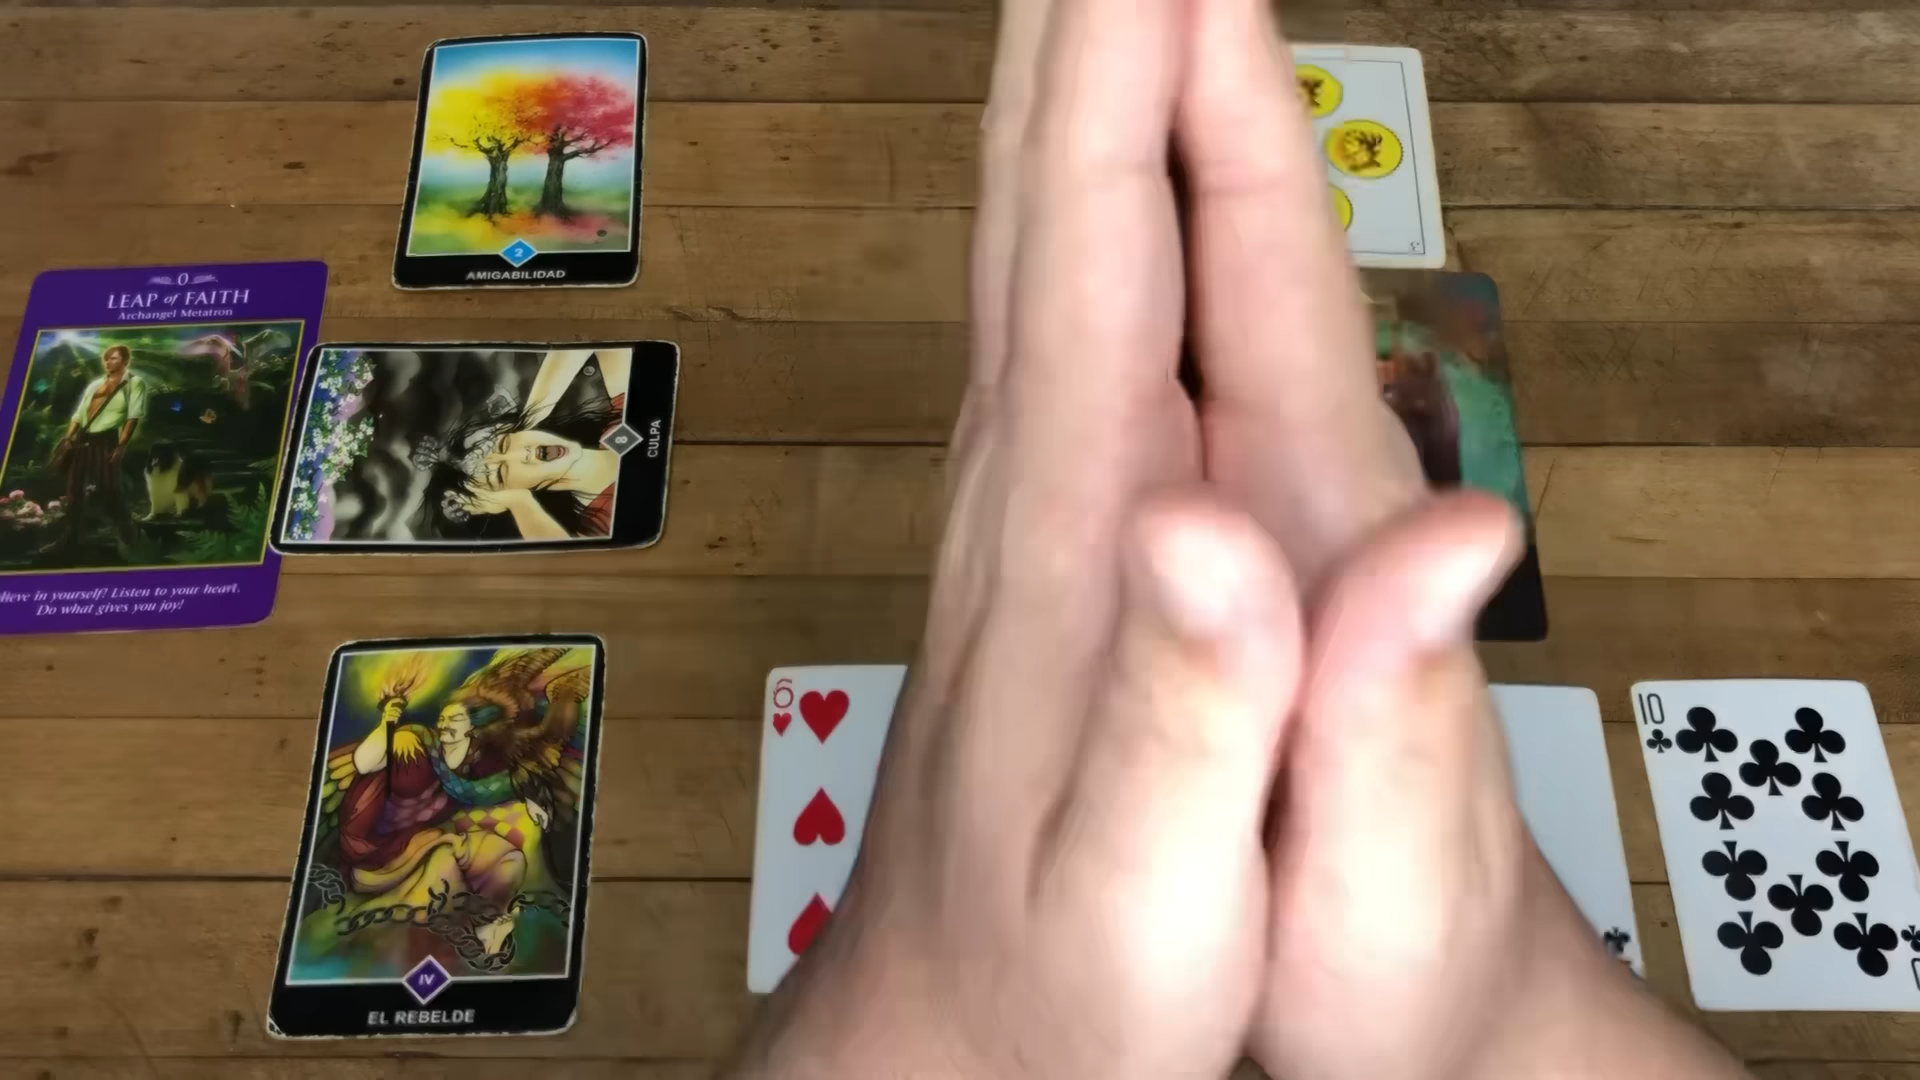 2
AMIGABILIDAD
0
LEAP of FAITH
Archangel Metatron
lieve in yourself! Listen to your heart.
Do what gives you joy!
8
CULPA
IV
EL REBELDE
6
10